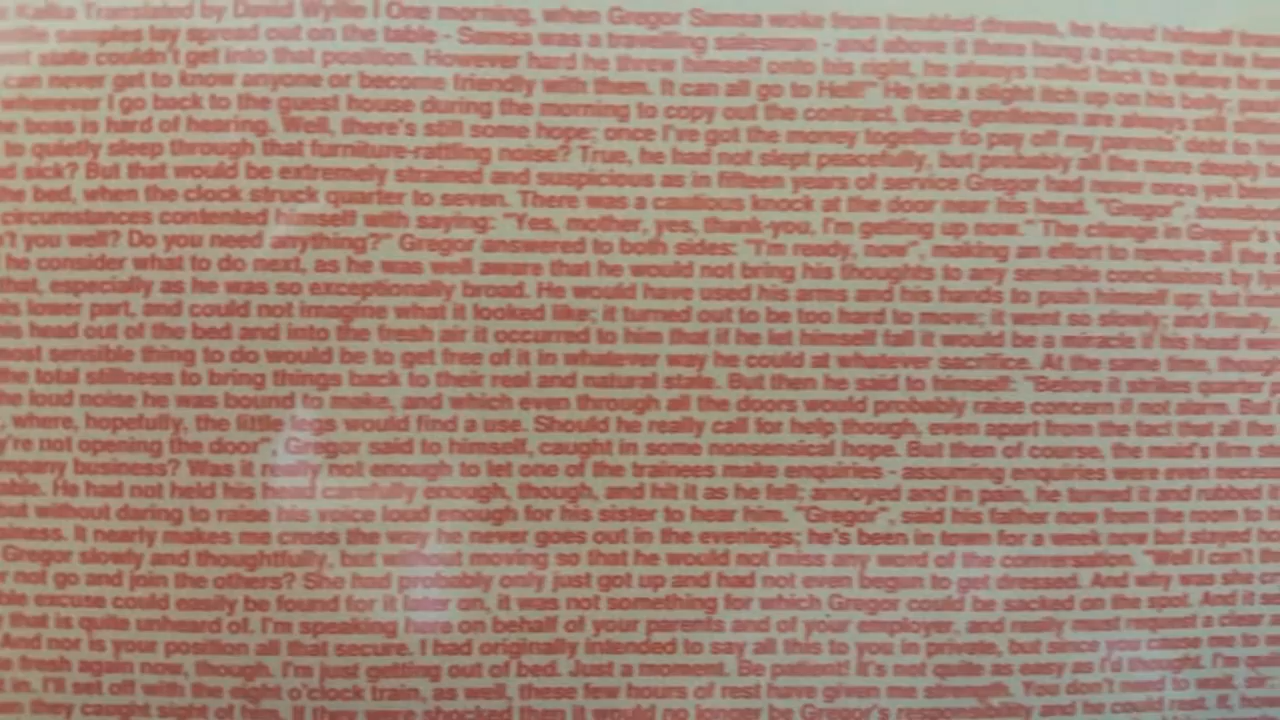 Kafka Translated by David Wyllie I One morning, when Gregor Samsa woke from troubled dreams, he found himself
samples lay spread out on the table - Samsa was a travelling salesman - and above it there hung a picture that he
state couldn't get into that position. However hard he threw himself onto his right, he always rolled back to where he
can never get to know anyone or become friendly with them. It can all go to Hell!" He felt a slight itch up on his belly;
whenever I go back to the guest house during the morning to copy out the contract, these gentlemen are always still
boss is hard of hearing. Well, there's still some hope; once I've got the money together to pay off my parents' debt to
to quietly sleep through that furniture-rattling noise? True, he had not slept peacefully, but probably all the more deeply
sick? But that would be extremely strained and suspicious as in fifteen years of service Gregor had never once yet
the bed, when the clock struck quarter to seven. There was a cautious knock at the door near his head. "Gregor",
circumstances contented himself with saying: "Yes, mother, yes, thank-you, I'm getting up now." The change in Gregor's
you well? Do you need anything?" Gregor answered to both sides: "I'm ready, now", making an effort to remove all the
he consider what to do next, as he was well aware that he would not bring his thoughts to any sensible conclusions by
that, especially as he was so exceptionally broad. He would have used his arms and his hands to push himself up; but
lower part, and could not imagine what it looked like; it turned out to be too hard to move; it went so slowly; and finally,
his head out of the bed and into the fresh air it occurred to him that if he let himself fall it would be a miracle if his head
most sensible thing to do would be to get free of it in whatever way he could at whatever sacrifice. At the same time,
the total stillness to bring things back to their real and natural state. But then he said to himself: "Before it strikes quarter
the loud noise he was bound to make, and which even through all the doors would probably raise concern if not alarm. But
, where, hopefully, the little legs would find a use. Should he really call for help though, even apart from the fact that all the
're not opening the door", Gregor said to himself, caught in some nonsensical hope. But then of course, the maid's firm
business? Was it really not enough to let one of the trainees make enquiries - assuming enquiries were even
He had not held his head carefully enough, though, and hit it as he fell; annoyed and in pain, he turned it and rubbed
without daring to raise his voice loud enough for his sister to hear him. "Gregor", said his father now from the room to
It nearly makes me cross the way he never goes out in the evenings; he's been in town for a week now but stayed
Gregor slowly and thoughtfully, but without moving so that he would not miss any word of the conversation. "Well I can't
not go and join the others? She had probably only just got up and had not even begun to get dressed. And why was she
excuse could easily be found for it later on, it was not something for which Gregor could be sacked on the spot. And it
that is quite unheard of. I'm speaking here on behalf of your parents and of your employer, and really must request a clear
And nor is your position all that secure. I had originally intended to say all this to you in private, but since you cause me to
fresh again now, though. I'm just getting out of bed. Just a moment. Be patient! It's not quite as easy as I'd thought. I'm
in. I'll set off with the eight o'clock train, as well, these few hours of rest have given me strength. You don't need to wait, sir;
they caught sight of him. If they were shocked then it would no longer be Gregor's responsibility and he could rest. If,